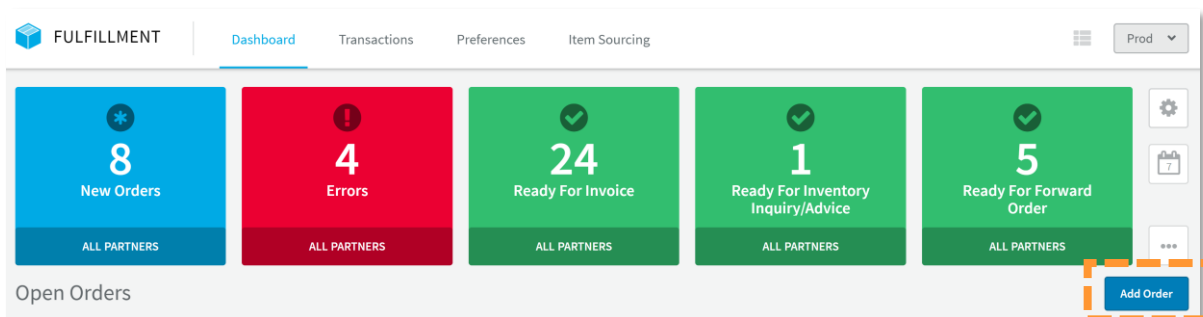 FULFILLMENT
Dashboard
Transactions
Preferences
Item Sourcing
Prod
8
New Orders
ALL PARTNERS
4
Errors
ALL PARTNERS
24
Ready For Invoice
ALL PARTNERS
1
Ready For Inventory
Inquiry/Advice
ALL PARTNERS
5
Ready For Forward
Order
ALL PARTNERS
7
Open Orders
Add Order